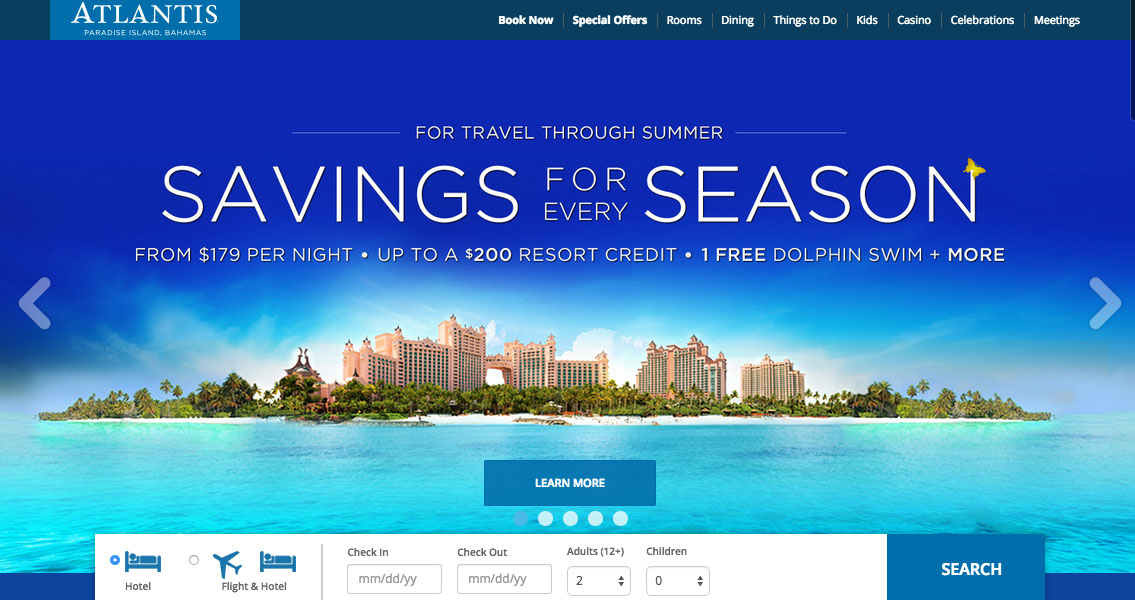 ATLANTIS
PARADISE ISLAND, BAHAMAS
Book Now
Special Offers
Rooms
Dining
Things to Do
Kids
Casino
Celebrations
Meetings
FOR TRAVEL THROUGH SUMMER
SAVINGS FOR EVERY SEASON
FROM $179 PER NIGHT • UP TO A $200 RESORT CREDIT • 1 FREE DOLPHIN SWIM + MORE
LEARN MORE
Hotel
Flight & Hotel
Check In
mm/dd/yy
Check Out
mm/dd/yy
Adults (12+)
2
Children
0
SEARCH